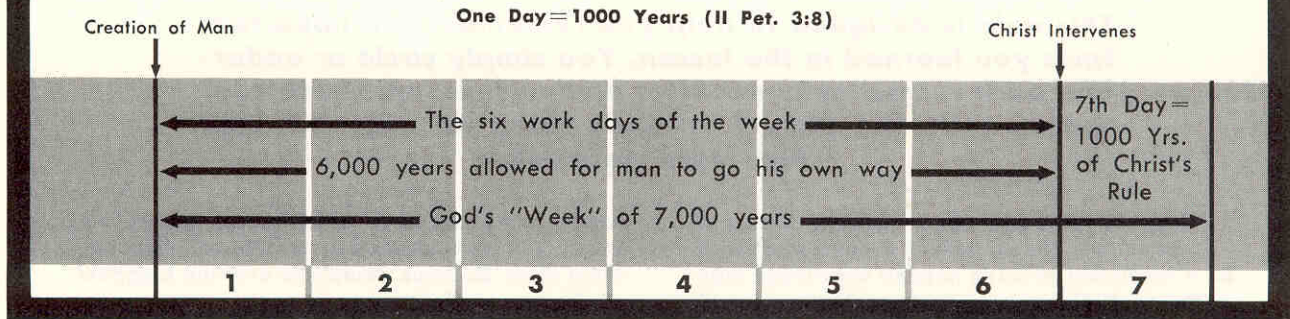 One Day=1000 Years (II Pet. 3:8)
Creation of Man
Christ Intervenes
The six work days of the week
6,000 years allowed for man to go his own way
God's "Week" of 7,000 years
7th Day=
1000 Yrs.
of Christ's
Rule
1 2 3 4 5 6 7